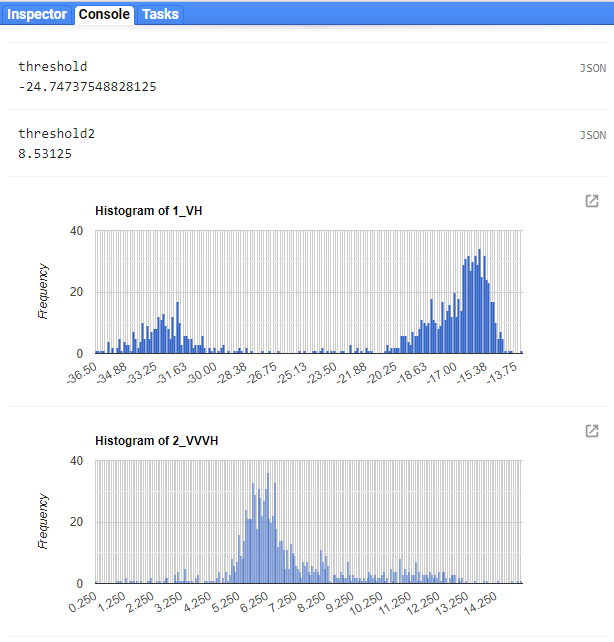 Inspector Console Tasks
threshold
JSON
-24.74737548828125
threshold2
JSON
8.53125
Histogram of 1_VH
40
20
0
Frequency
-36.50 -34.88 -33.25 -31.63 -30.00 -28.38 -26.75 -25.13 -23.50 -21.88 -20.25 -18.63 -17.00 -15.38 -13.75
Histogram of 2_VVVH
40
20
0
Frequency
0.250 1.250 2.250 3.250 4.250 5.250 6.250 7.250 8.250 9.250 10.250 11.250 12.250 13.250 14.250